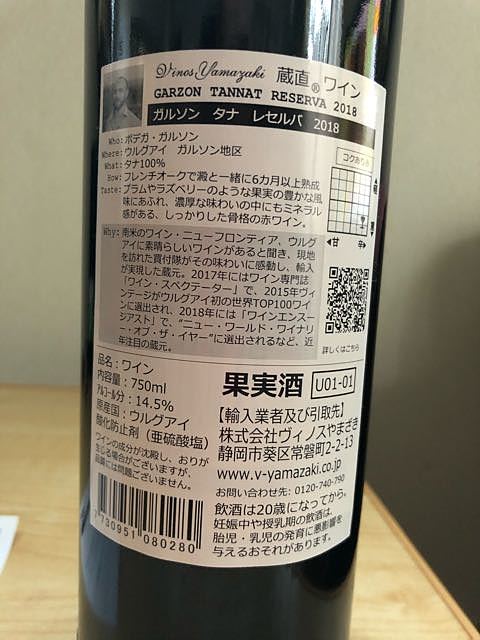 Vinos Yamazaki 蔵直®ワイン
GARZON TANNAT RESERVA 2018
ガルソン タナ レセルバ 2018
Who: ボデガ・ガルソン
Where: ウルグアイ ガルソン地区
What: タナ100%
How: フレンチオークで澱と一緒に6カ月以上熟成
Taste: プラムやラズベリーのような果実の豊かな風
味にあふれ、濃厚な味わいの中にもミネラル
感がある、しっかりした骨格の赤ワイン。
コクあり
軽
重
◀甘 辛▶
Why: 南米のワイン・ニューフロンティア、ウルグ
アイに素晴らしいワインがあると聞き、現地
を訪れた買付隊がその味わいに感動し、輸入
が実現した蔵元。2017年にはワイン専門誌
「ワイン・スペクテーター」で、2015年ヴィ
ンテージがウルグアイ初の世界TOP100ワイ
ンに選出され、2018年には「ワインエンスー
ジアスト」で、"ニュー・ワールド・ワイナリ
ー・オブ・ザ・イヤー"に選出されるなど、近
年注目の蔵元。
詳しくはこちら
品名：ワイン
内容量：750ml
アルコール分：14.5%
原産国：ウルグアイ
酸化防止剤（亜硫酸塩）
ワインの成分が沈殿し、おりが
生じる場合がございますが、
品質には問題ございません。
7 730951 080280
果実酒 U01-01
【輸入業者及び引取先】
株式会社ヴィノスやまざき
静岡市葵区常磐町2-2-13
www.v-yamazaki.co.jp
お問い合わせ先: 0120-740-790
飲酒は20歳になってから。
妊娠中や授乳期の飲酒は、
胎児・乳児の発育に悪影響を
与えるおそれがあります。